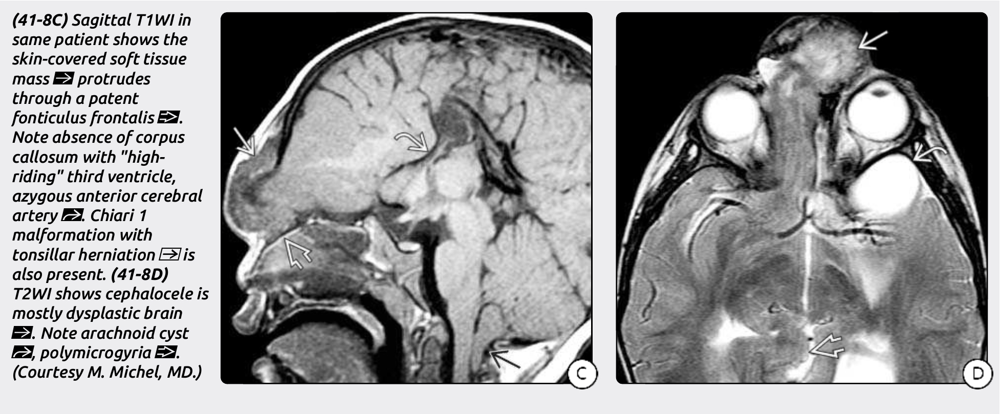 (41-8C) Sagittal T1WI in
same patient shows the
skin-covered soft tissue
mass protrudes
through a patent
fonticulus frontalis .
Note absence of corpus
callosum with "high-
riding" third ventricle,
azygous anterior cerebral
artery . Chiari 1
malformation with
tonsillar herniation is
also present. (41-8D)
T2WI shows cephalocele is
mostly dysplastic brain
. Note arachnoid cyst
, polymicrogyria .
(Courtesy M. Michel, MD.)
C
D